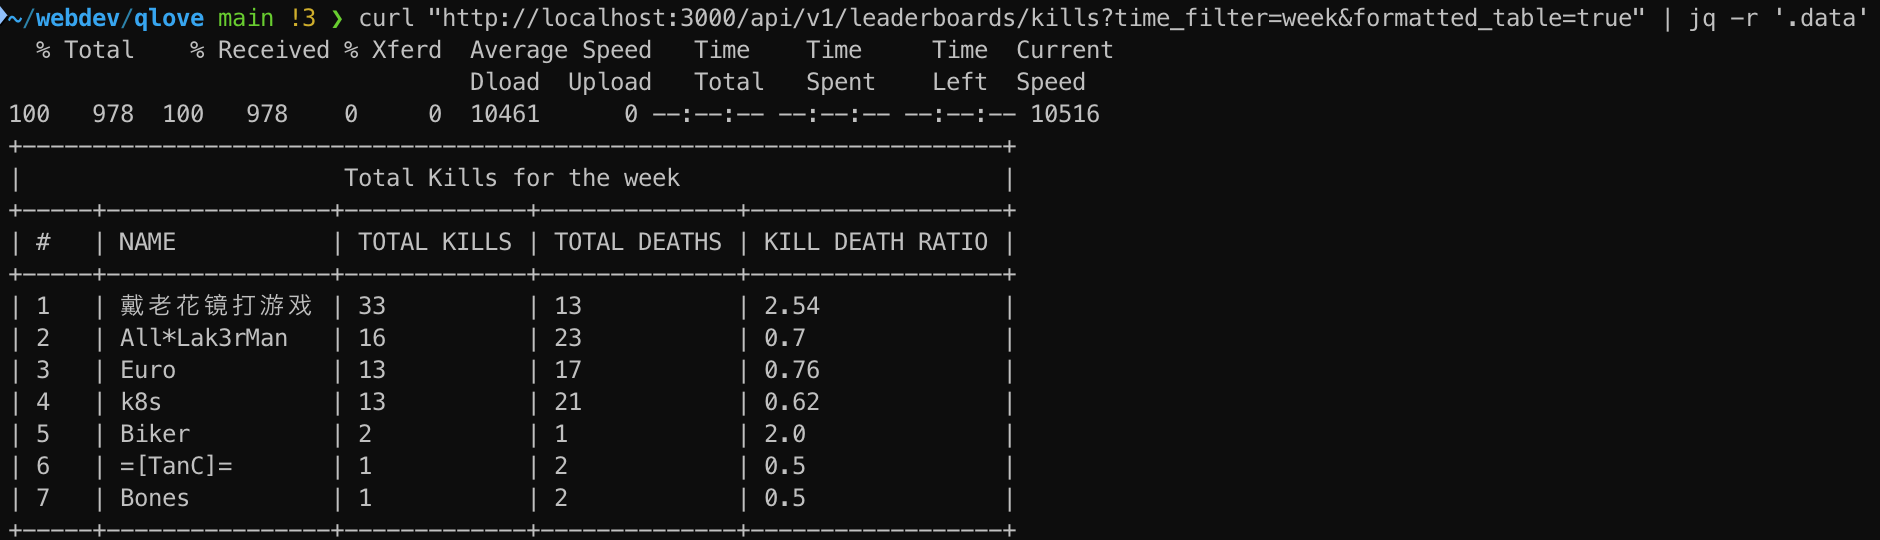 ~/webdev/qlove main !3 ❯ curl "http://localhost:3000/api/v1/leaderboards/kills?time_filter=week&formatted_table=true" | jq -r '.data'
  % Total    % Received % Xferd  Average Speed   Time    Time     Time  Current
                                 Dload  Upload   Total   Spent    Left  Speed
100   978  100   978    0     0  10461      0 --:--:-- --:--:-- --:--:-- 10516
+----------------------------------------------------------------------+
|                       Total Kills for the week                       |
+-----+----------------+-------------+--------------+------------------+
| #   | NAME           | TOTAL KILLS | TOTAL DEATHS | KILL DEATH RATIO |
+-----+----------------+-------------+--------------+------------------+
| 1   | 戴老花镜打游戏 | 33          | 13           | 2.54             |
| 2   | All*Lak3rMan   | 16          | 23           | 0.7              |
| 3   | Euro           | 13          | 17           | 0.76             |
| 4   | k8s            | 13          | 21           | 0.62             |
| 5   | Biker          | 2           | 1            | 2.0              |
| 6   | =[TanC]=       | 1           | 2            | 0.5              |
| 7   | Bones          | 1           | 2            | 0.5              |
+-----+----------------+-------------+--------------+------------------+